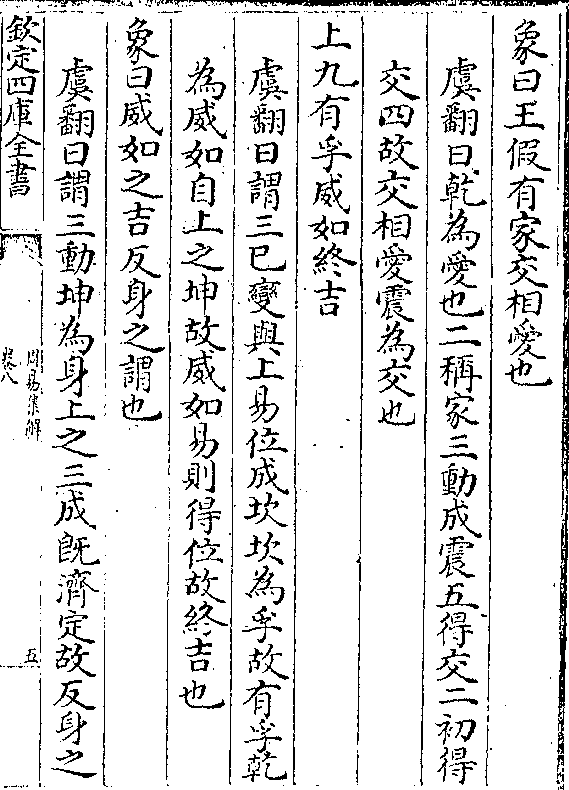 象曰王假有家交相愛也
虞翻曰乾為愛也二稱家三動成震五得交二初得
交四故交相愛震為交也
上九有孚威如終吉
虞翻曰謂三已變與上易位成坎坎為孚故有孚乾
為威如自上之坤故威如易則得位故終吉也
象曰威如之吉反身之謂也
虞翻曰謂三動坤為身上之三成既濟定故反身之
欽定四庫全書
周易集解
卷八
五